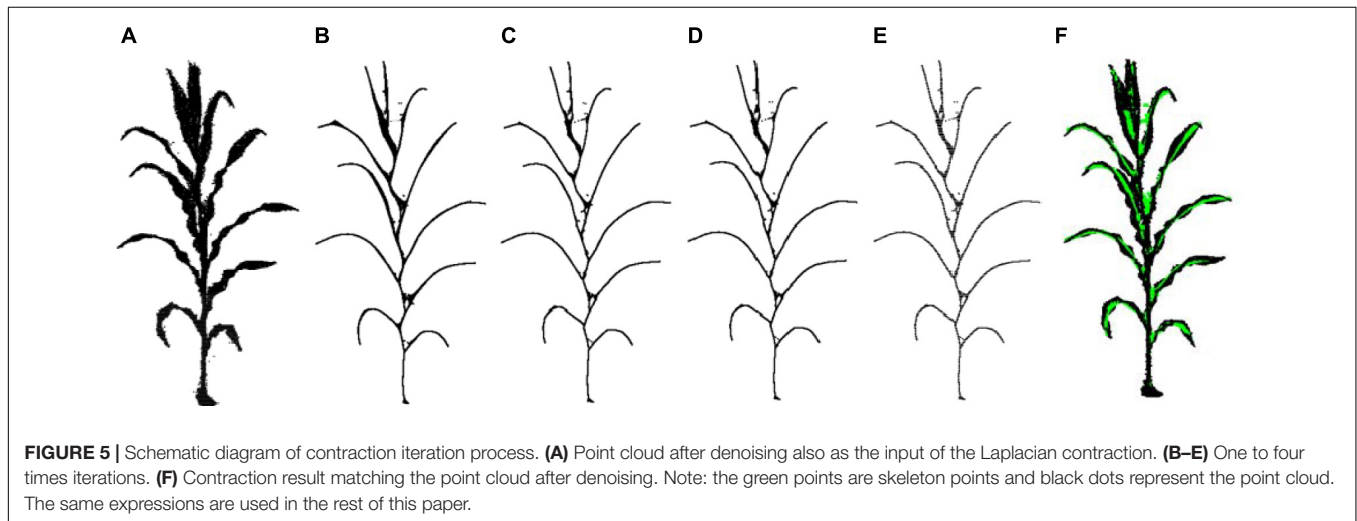 A B C D E F
FIGURE 5 | Schematic diagram of contraction iteration process. (A) Point cloud after denoising also as the input of the Laplacian contraction. (B–E) One to four
times iterations. (F) Contraction result matching the point cloud after denoising. Note: the green points are skeleton points and black dots represent the point cloud.
The same expressions are used in the rest of this paper.